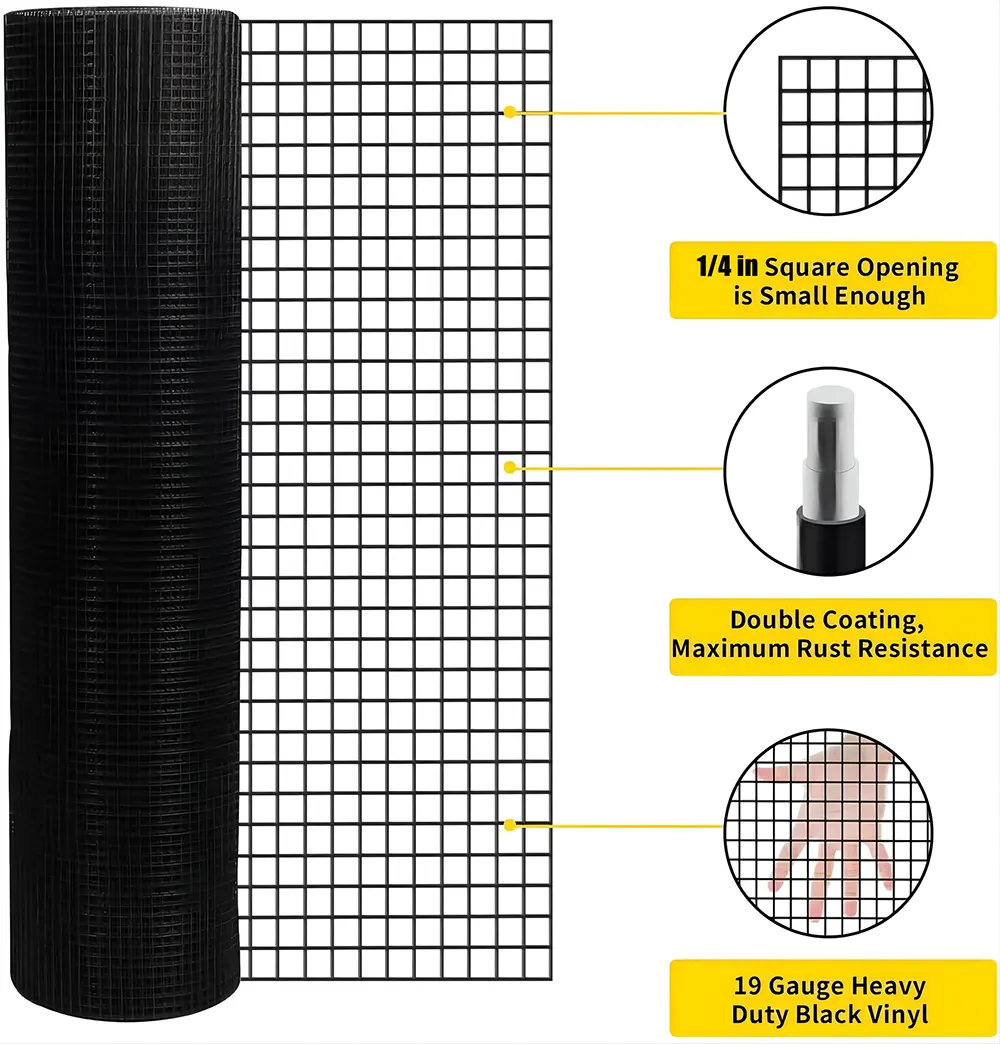 1/4 in Square Opening
is Small Enough
Double Coating,
Maximum Rust Resistance
19 Gauge Heavy
Duty Black Vinyl